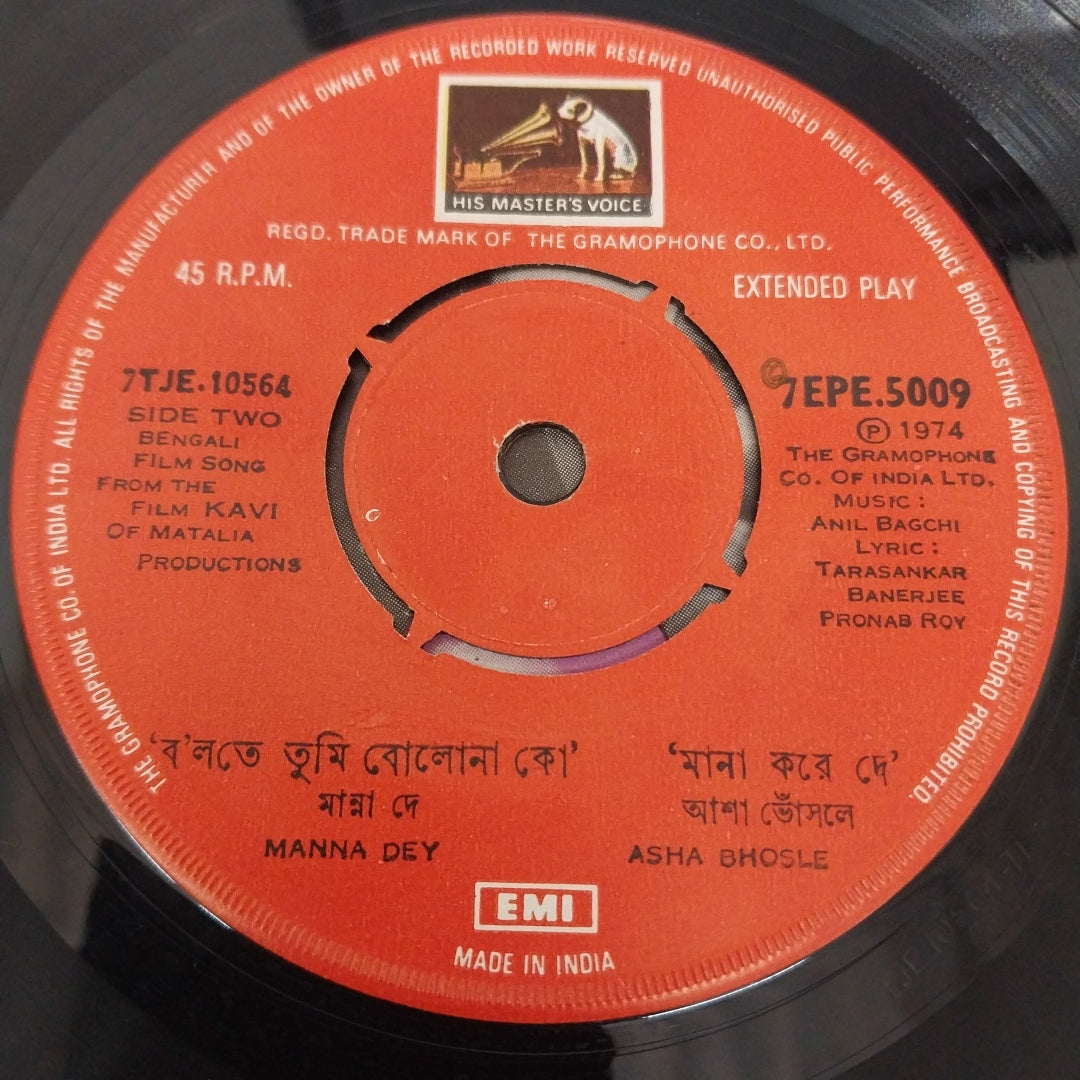 THE GRAMOPHONE CO. OF INDIA LTD. ALL RIGHTS OF THE MANUFACTURER AND OF THE OWNER OF THE RECORDED WORK RESERVED UNAUTHORISED PUBLIC PERFORMANCE BROADCASTING AND COPYING OF THIS RECORD PROHIBITED.
HIS MASTER'S VOICE
REGD. TRADE MARK OF THE GRAMOPHONE CO., LTD.
45 R.P.M.
EXTENDED PLAY
7TJE.10564
SIDE TWO
BENGALI
FILM SONG
FROM THE
FILM KAVI
OF MATALIA
PRODUCTIONS
7EPE.5009
℗ 1974
THE GRAMOPHONE
CO. OF INDIA LTD.
MUSIC :
ANIL BAGCHI
LYRIC :
TARASANKAR
BANERJEE
PRONAB ROY
‘ব’লতে তুমি বোলোনা কো’
মান্না দে
MANNA DEY
‘মানা করে দে’
আশা ভোঁসলে
ASHA BHOSLE
EMI
MADE IN INDIA